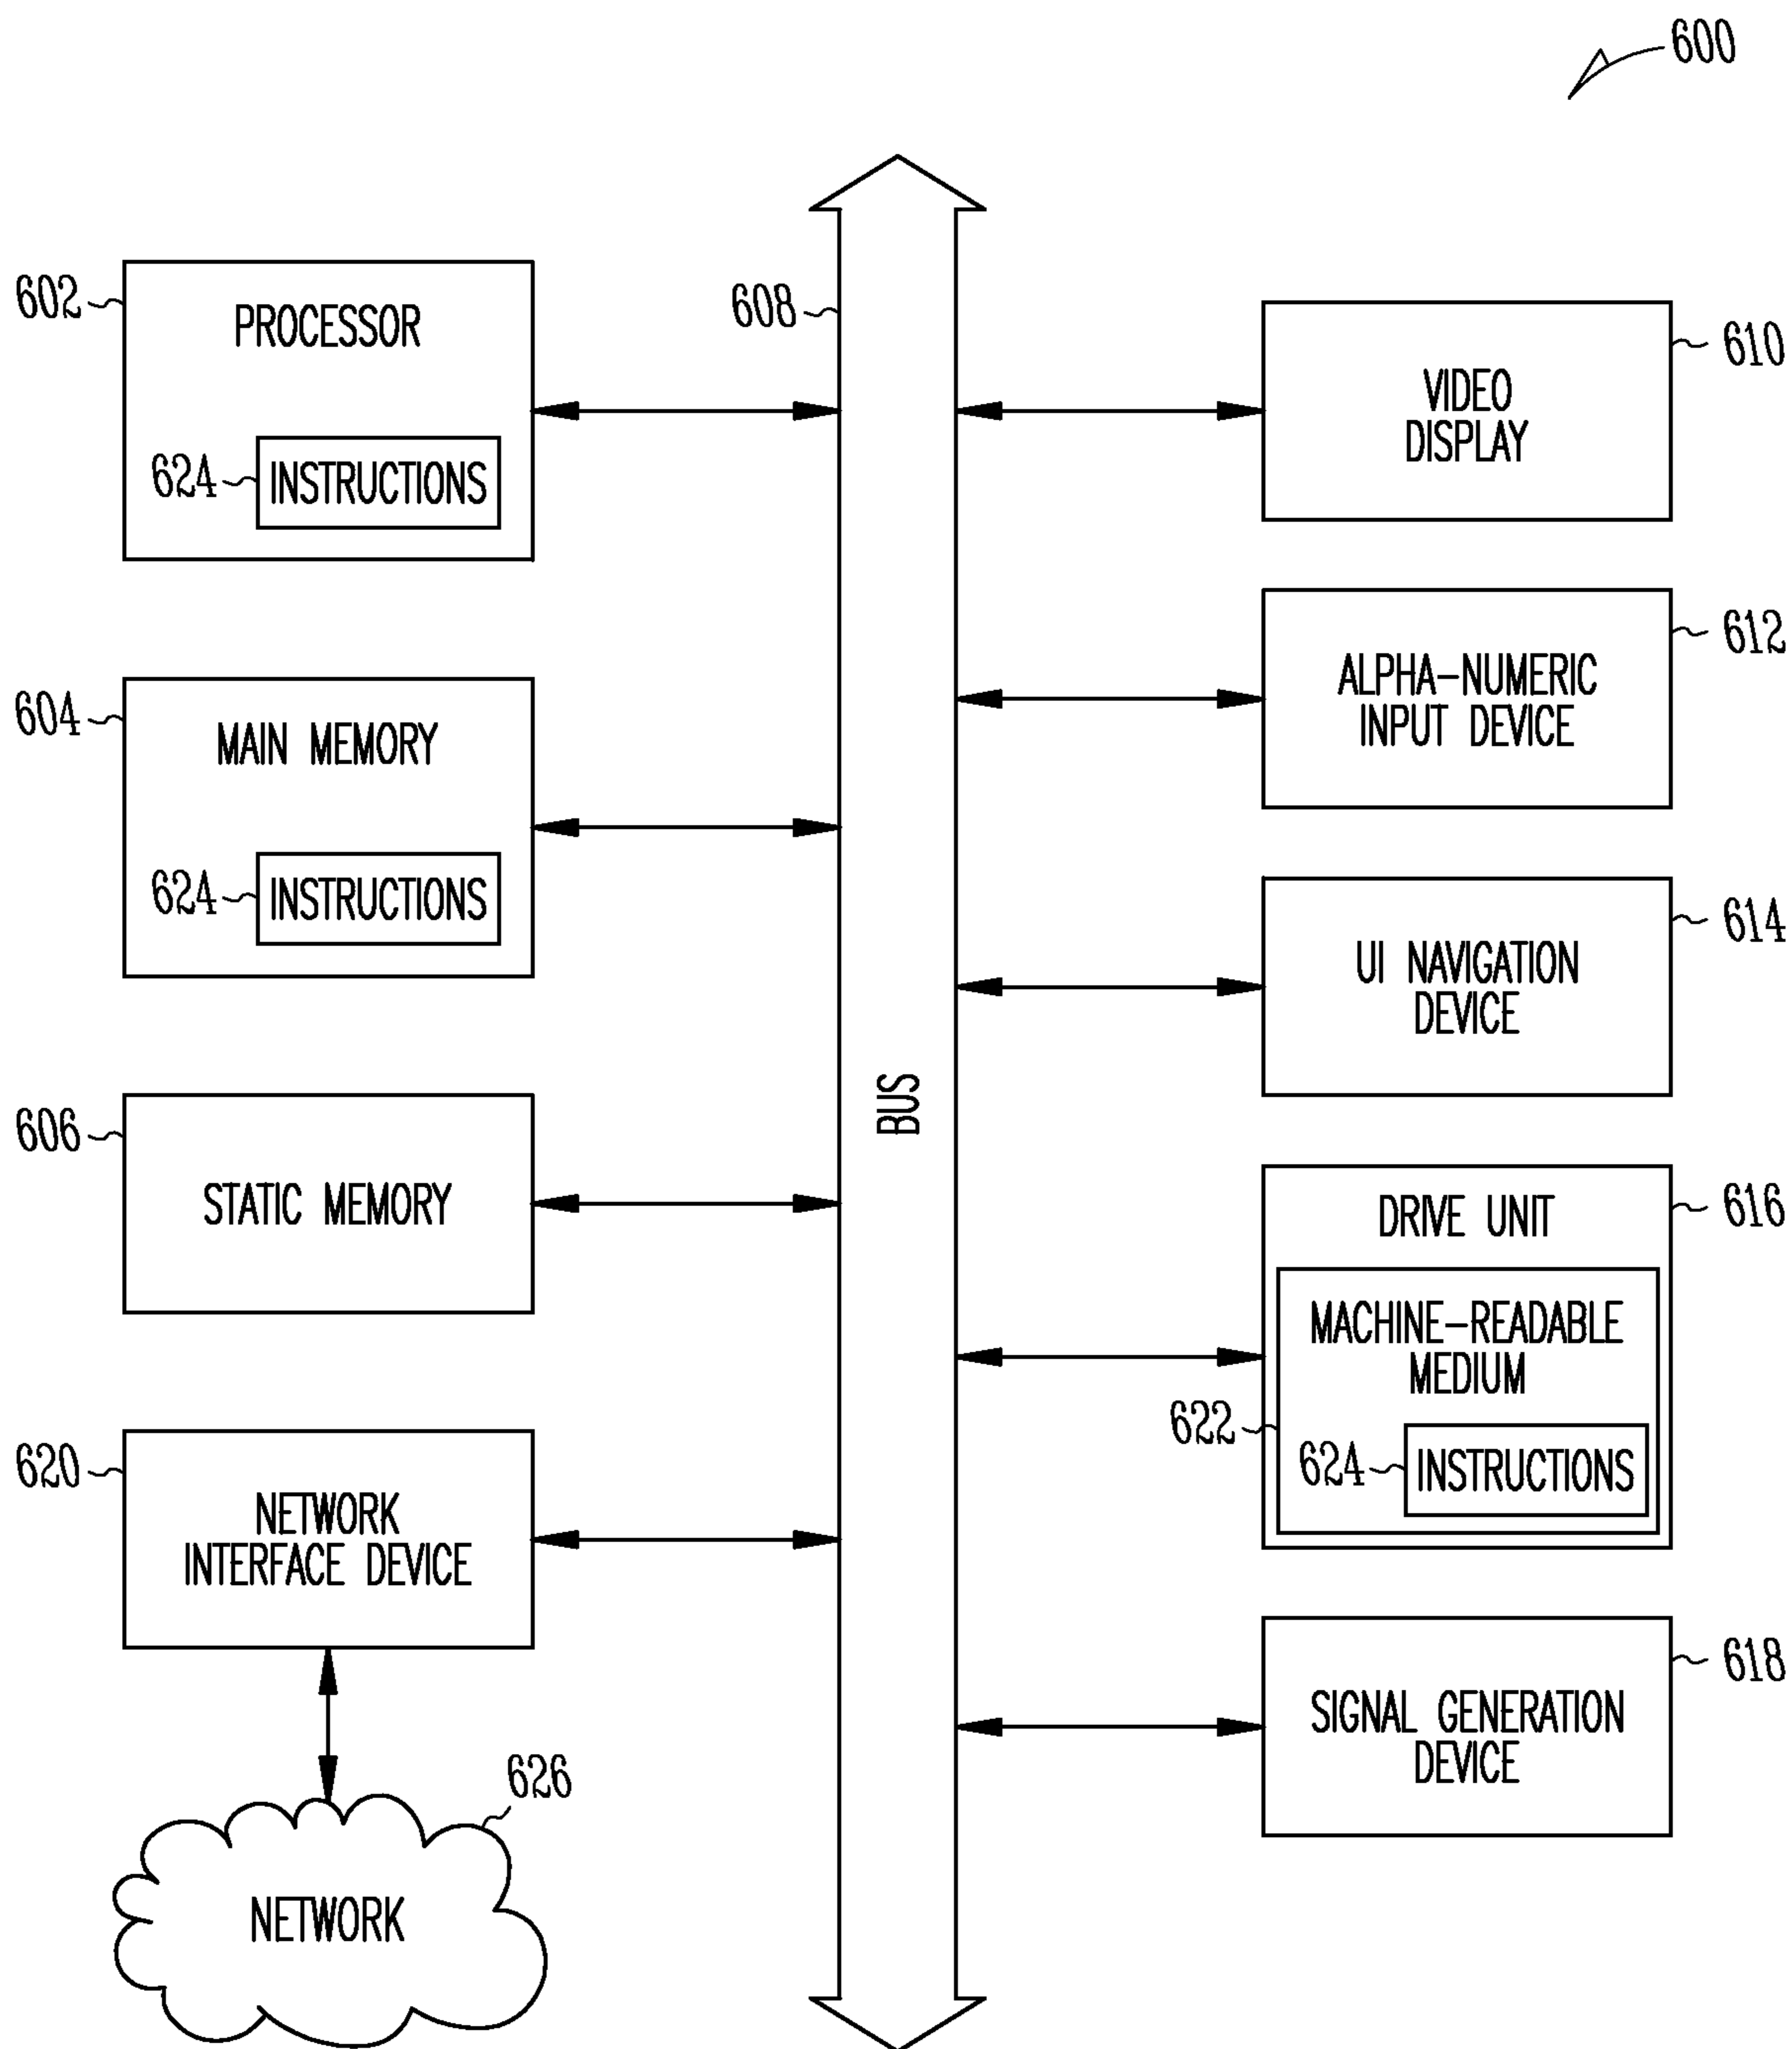 600
602
PROCESSOR
624
INSTRUCTIONS
604
MAIN MEMORY
624
INSTRUCTIONS
606
STATIC MEMORY
620
NETWORK
INTERFACE DEVICE
626
NETWORK
608
BUS
610
VIDEO
DISPLAY
612
ALPHA-NUMERIC
INPUT DEVICE
614
UI NAVIGATION
DEVICE
616
DRIVE UNIT
MACHINE-READABLE
MEDIUM
622
624
INSTRUCTIONS
618
SIGNAL GENERATION
DEVICE